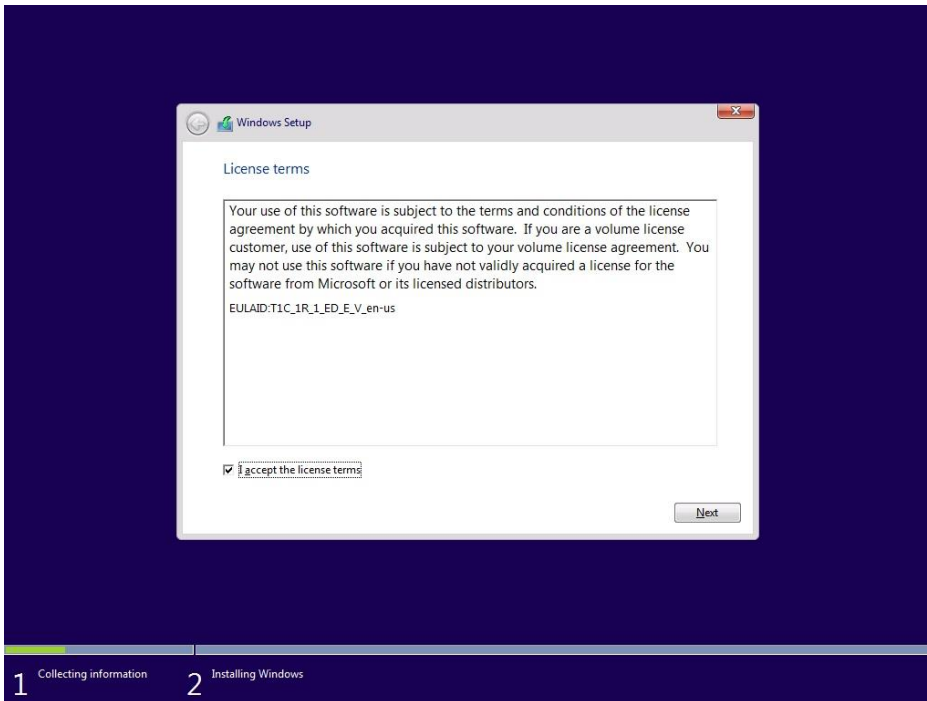 Windows Setup
License terms
Your use of this software is subject to the terms and conditions of the license
agreement by which you acquired this software.  If you are a volume license
customer, use of this software is subject to your volume license agreement.  You
may not use this software if you have not validly acquired a license for the
software from Microsoft or its licensed distributors.
EULAID:T1C_1R_1_ED_E_V_en-us
I accept the license terms
Next
1 Collecting information
2 Installing Windows